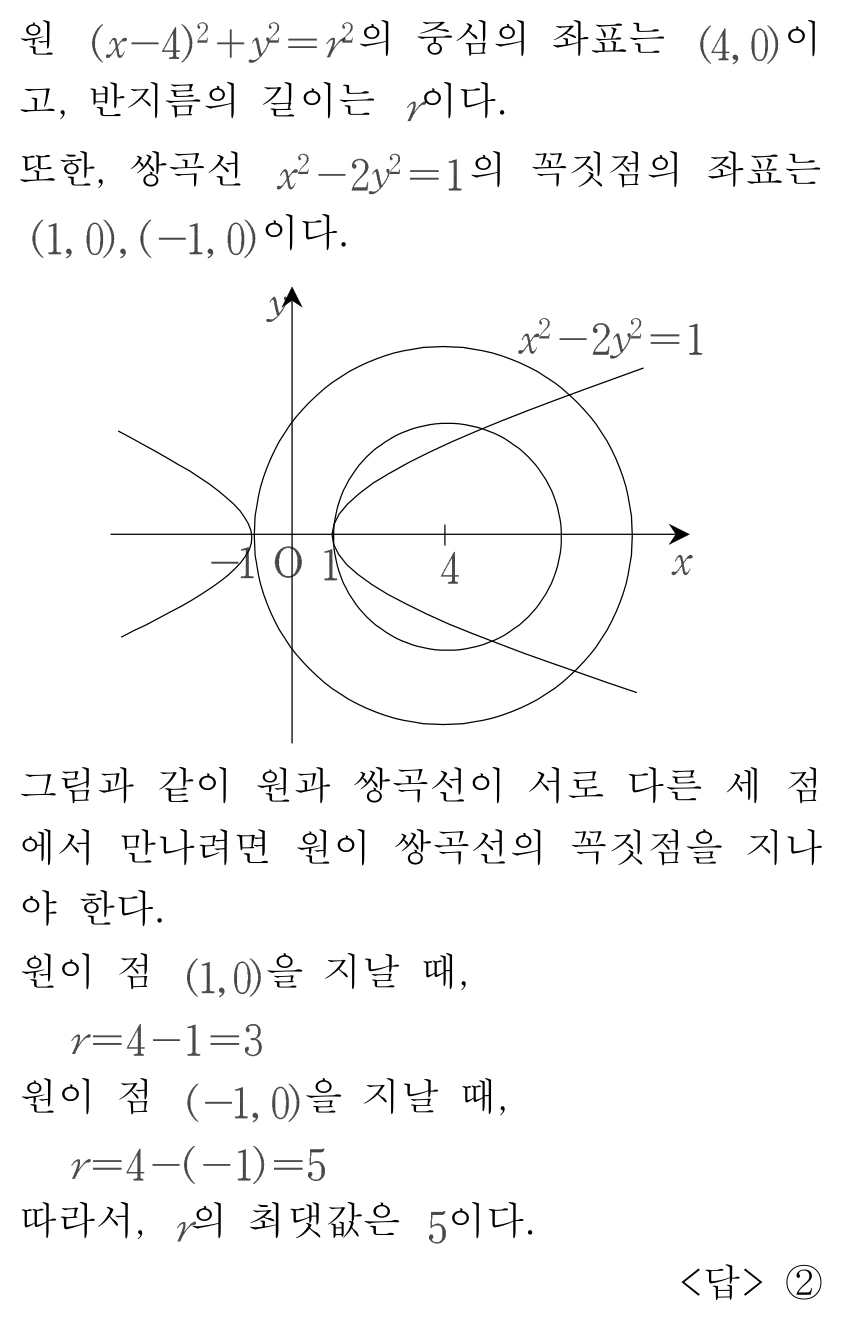 원 (x−4)²+y²=r²의 중심의 좌표는 (4, 0)이
고, 반지름의 길이는 r이다.
또한, 쌍곡선 x²−2y²=1의 꼭짓점의 좌표는
(1, 0), (−1, 0)이다.
y
x²−2y²=1
−1 O 1 4 x
그림과 같이 원과 쌍곡선이 서로 다른 세 점
에서 만나려면 원이 쌍곡선의 꼭짓점을 지나
야 한다.
원이 점 (1, 0)을 지날 때,
r=4−1=3
원이 점 (−1, 0)을 지날 때,
r=4−(−1)=5
따라서, r의 최댓값은 5이다.
<답> ②